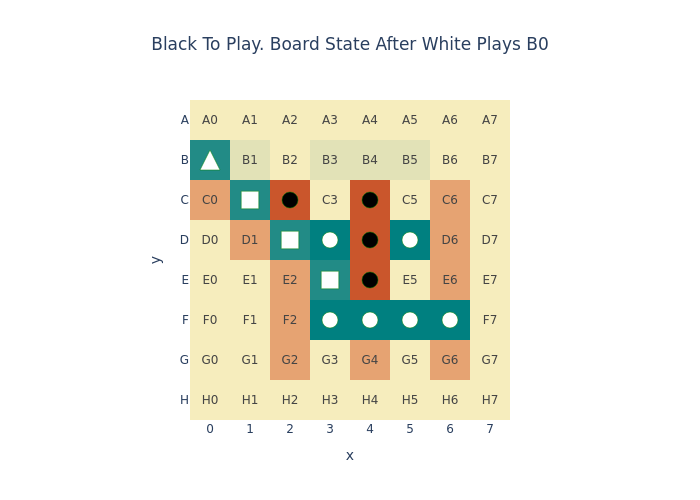 Black To Play. Board State After White Plays B0
A A0 A1 A2 A3 A4 A5 A6 A7
B B1 B2 B3 B4 B5 B6 B7
C C0 C3 C5 C6 C7
D D0 D1 D6 D7
E E0 E1 E2 E5 E6 E7
F F0 F1 F2 F7
G G0 G1 G2 G3 G4 G5 G6 G7
H H0 H1 H2 H3 H4 H5 H6 H7
0 1 2 3 4 5 6 7
x
y